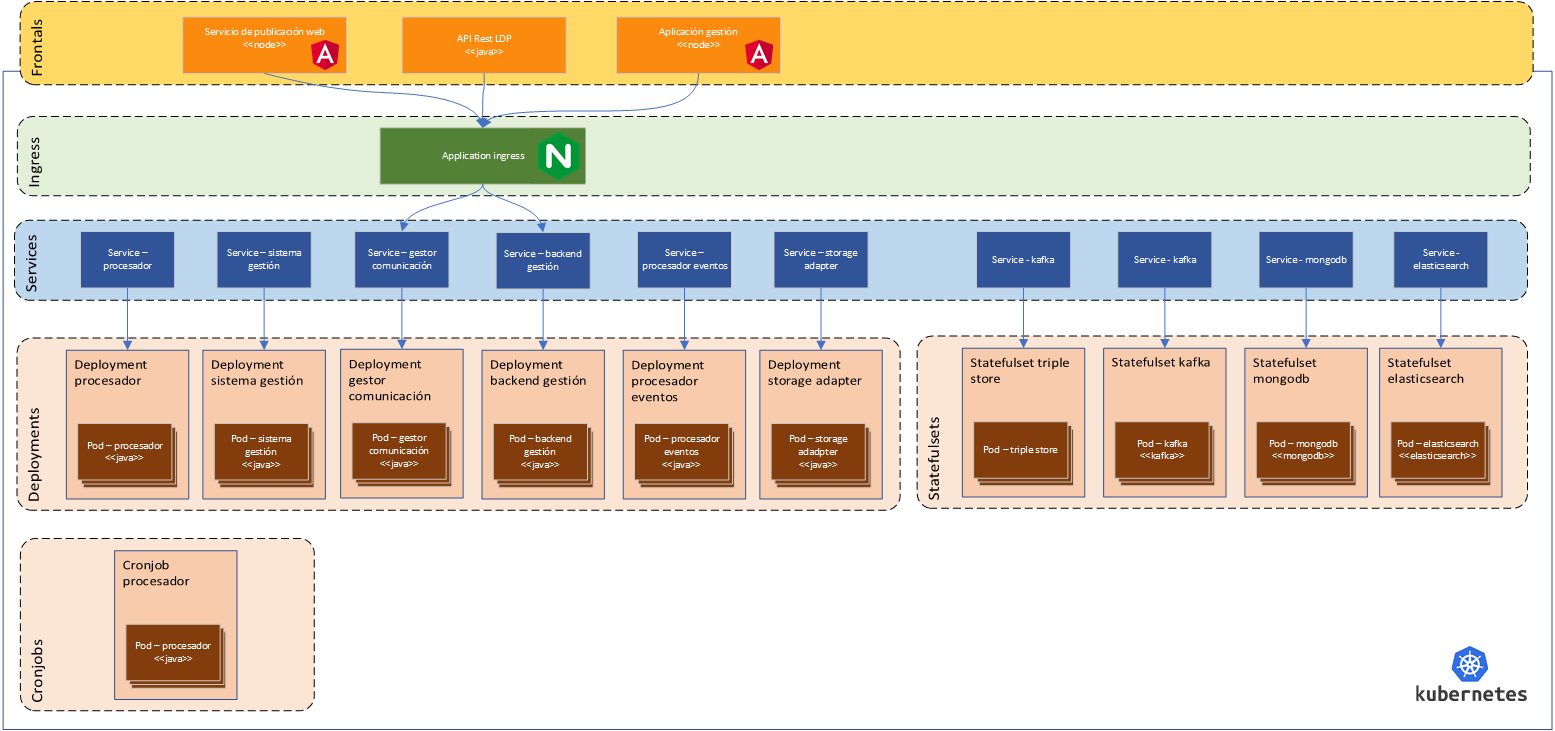 Frontals
Servicio de publicación web
<<node>>
A
API Rest LDP
<<java>>
Aplicación gestión
<<node>>
A
Ingress
Application ingress
N
Services
Service –
procesador
Service – sistema
gestión
Service – gestor
comunicación
Service – backend
gestión
Service –
procesador eventos
Service – storage
adapter
Service - kafka
Service - kafka
Service - mongodb
Service -
elasticsearch
Deployments
Deployment
procesador
Pod – procesador
<<java>>
Deployment
sistema gestión
Pod – sistema
gestión
<<java>>
Deployment
gestor
comunicación
Pod – gestor
comunicación
<<java>>
Deployment
backend gestión
Pod – backend
gestión
<<java>>
Deployment
procesador
eventos
Pod – procesador
eventos
<<java>>
Deployment
storage adapter
Pod – storage
adadpter
<<java>>
Statefulsets
Statefulset triple
store
Pod – triple store
Statefulset kafka
Pod – kafka
<<kafka>>
Statefulset
mongodb
Pod – mongodb
<<mongodb>>
Statefulset
elasticsearch
Pod – elasticsearch
<<elasticsearch>>
Cronjobs
Cronjob
procesador
Pod – procesador
<<java>>
kubernetes